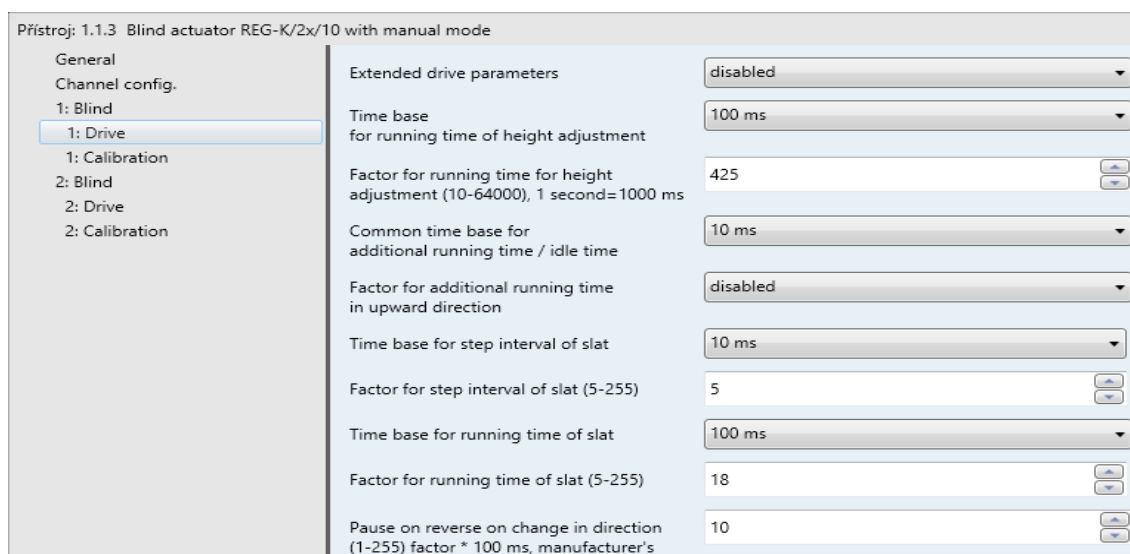 Přístroj: 1.1.3 Blind actuator REG-K/2x/10 with manual mode
General
Channel config.
1: Blind
1: Drive
1: Calibration
2: Blind
2: Drive
2: Calibration
Extended drive parameters
disabled
Time base
for running time of height adjustment
100 ms
Factor for running time for height
adjustment (10-64000), 1 second=1000 ms
425
Common time base for
additional running time / idle time
10 ms
Factor for additional running time
in upward direction
disabled
Time base for step interval of slat
10 ms
Factor for step interval of slat (5-255)
5
Time base for running time of slat
100 ms
Factor for running time of slat (5-255)
18
Pause on reverse on change in direction
(1-255) factor * 100 ms, manufacturer's
10